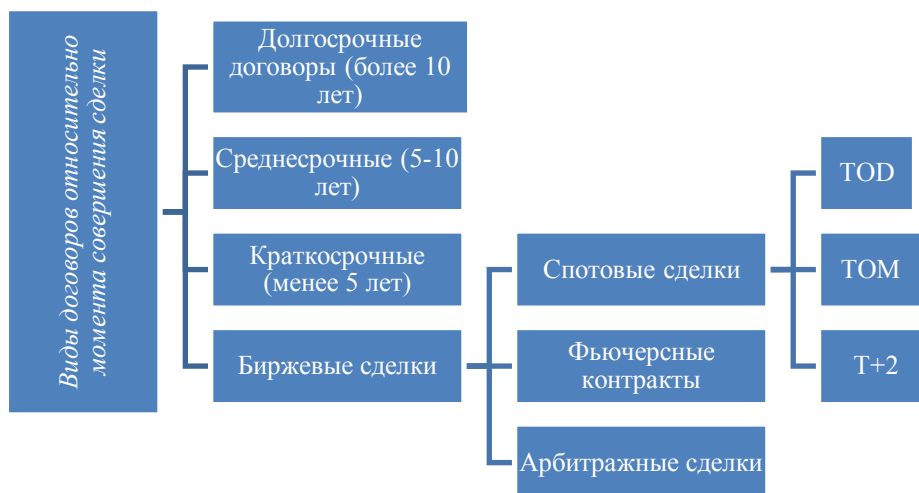 Виды договоров относительно
момента совершения сделки
Долгосрочные
договоры (более 10
лет)
Среднесрочные (5-10
лет)
Краткосрочные
(менее 5 лет)
Биржевые сделки
Спотовые сделки
Фьючерсные
контракты
Арбитражные сделки
TOD
TOM
T+2